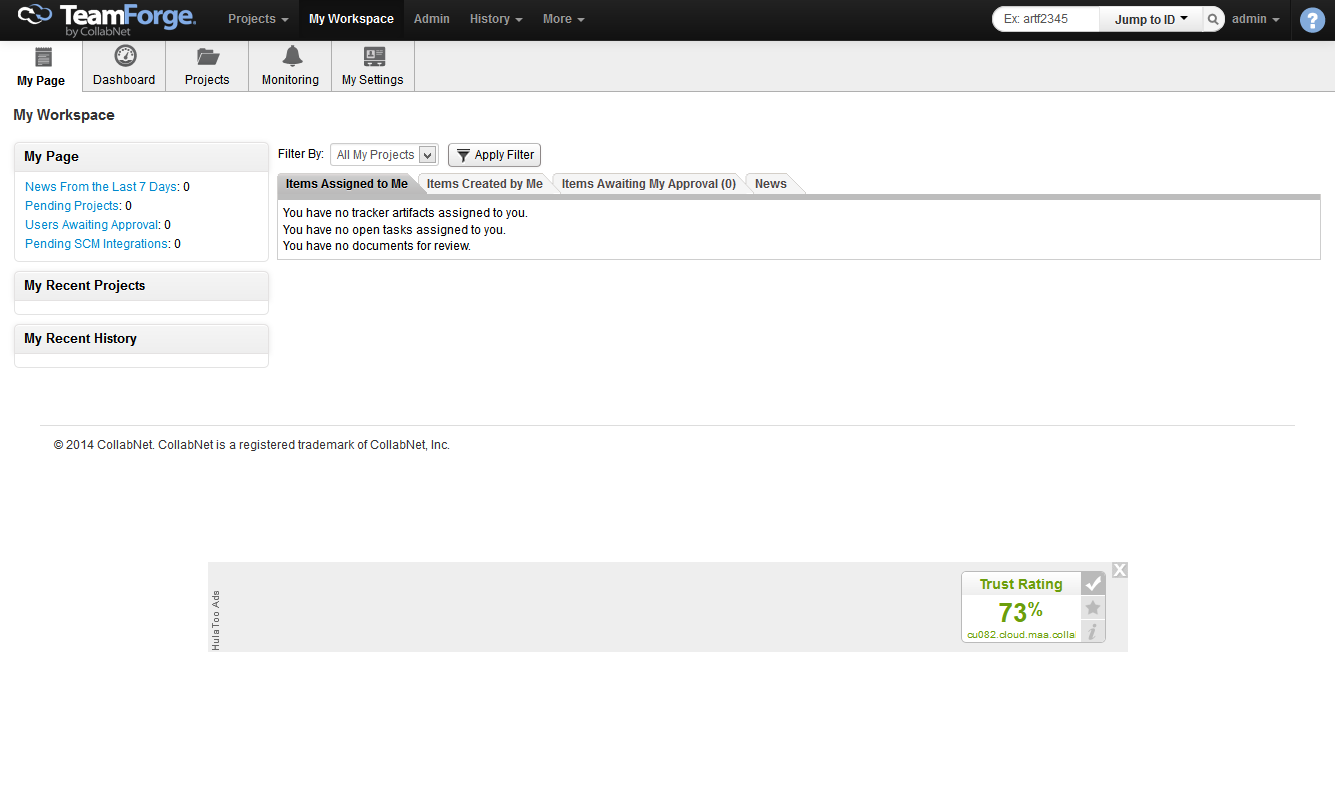 TeamForge.
by CollabNet
Projects
My Workspace
Admin
History
More
Ex: artf2345
Jump to ID
admin
?
My Page
Dashboard
Projects
Monitoring
My Settings
My Workspace
My Page
News From the Last 7 Days: 0
Pending Projects: 0
Users Awaiting Approval: 0
Pending SCM Integrations: 0
My Recent Projects
My Recent History
Filter By:
All My Projects
Apply Filter
Items Assigned to Me
Items Created by Me
Items Awaiting My Approval (0)
News
You have no tracker artifacts assigned to you.
You have no open tasks assigned to you.
You have no documents for review.
© 2014 CollabNet. CollabNet is a registered trademark of CollabNet, Inc.
HulaToo Ads
Trust Rating
73%
cu082.cloud.maa.colla
X
i